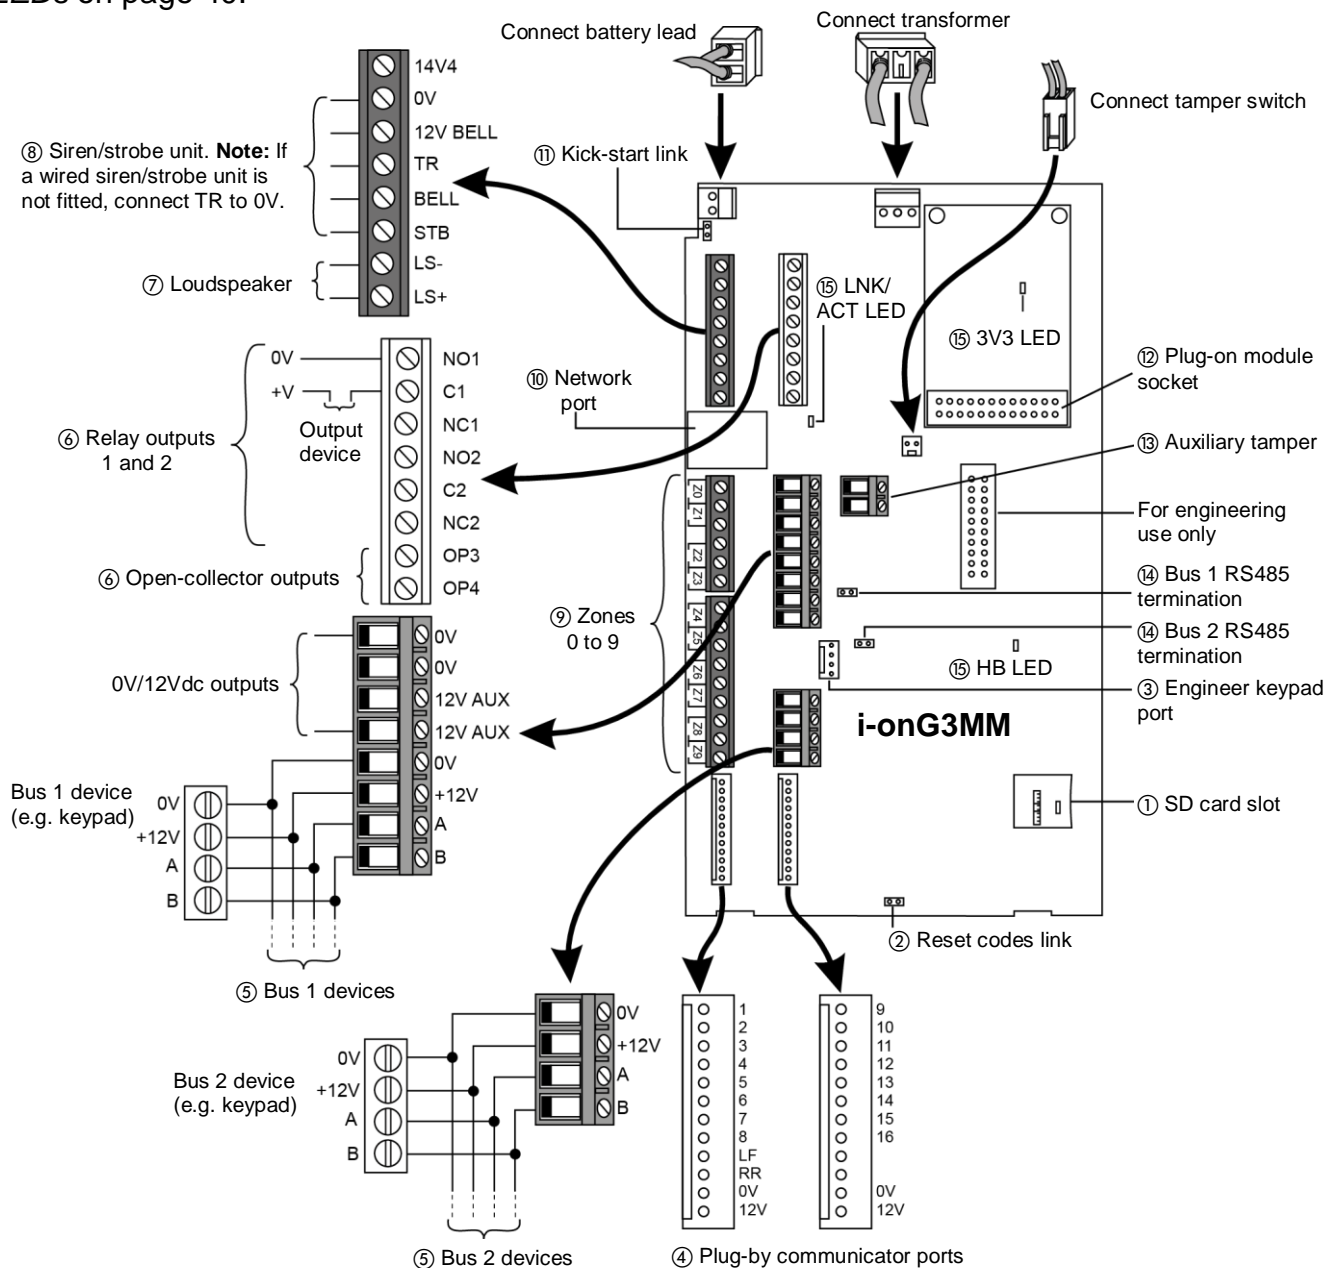 LEDs on page 40.
Connect battery lead
Connect transformer
Connect tamper switch
14V4
0V
12V BELL
TR
BELL
STB
LS-
LS+
⑧ Siren/strobe unit. Note: If
a wired siren/strobe unit is
not fitted, connect TR to 0V.
⑦ Loudspeaker
⑪ Kick-start link
⑮ LNK/
ACT LED
⑮ 3V3 LED
⑫ Plug-on module
socket
⑩ Network
port
⑬ Auxiliary tamper
0V
+V
Output
device
⑥ Relay outputs
1 and 2
NO1
C1
NC1
NO2
C2
NC2
OP3
OP4
⑥ Open-collector outputs
For engineering
use only
⑭ Bus 1 RS485
termination
⑭ Bus 2 RS485
termination
③ Engineer keypad
port
Z0
Z1
Z2
Z3
Z4
Z5
Z6
Z7
Z8
Z9
⑨ Zones
0 to 9
⑮ HB LED
i-onG3MM
① SD card slot
② Reset codes link
0V/12Vdc outputs
0V
0V
12V AUX
12V AUX
0V
+12V
A
B
Bus 1 device
(e.g. keypad)
0V
+12V
A
B
⑤ Bus 1 devices
Bus 2 device
(e.g. keypad)
0V
+12V
A
B
0V
+12V
A
B
⑤ Bus 2 devices
1
2
3
4
5
6
7
8
LF
RR
0V
12V
9
10
11
12
13
14
15
16
0V
12V
④ Plug-by communicator ports